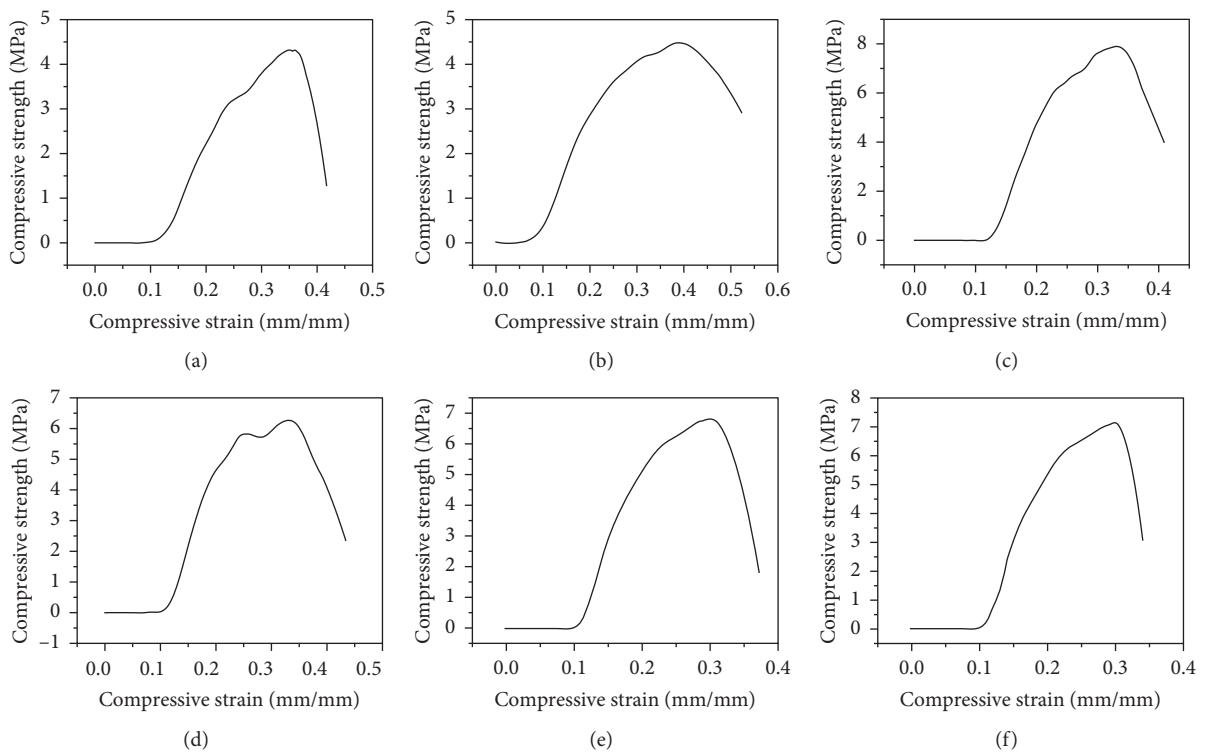 Compressive strength (MPa)
5
4
3
2
1
0
0.0 0.1 0.2 0.3 0.4 0.5
Compressive strain (mm/mm)
(a)
Compressive strength (MPa)
5
4
3
2
1
0
0.0 0.1 0.2 0.3 0.4 0.5 0.6
Compressive strain (mm/mm)
(b)
Compressive strength (MPa)
8
6
4
2
0
0.0 0.1 0.2 0.3 0.4
Compressive strain (mm/mm)
(c)
Compressive strength (MPa)
7
6
5
4
3
2
1
0
–1
0.0 0.1 0.2 0.3 0.4 0.5
Compressive strain (mm/mm)
(d)
Compressive strength (MPa)
7
6
5
4
3
2
1
0
0.0 0.1 0.2 0.3 0.4
Compressive strain (mm/mm)
(e)
Compressive strength (MPa)
8
7
6
5
4
3
2
1
0
0.0 0.1 0.2 0.3 0.4
Compressive strain (mm/mm)
(f)